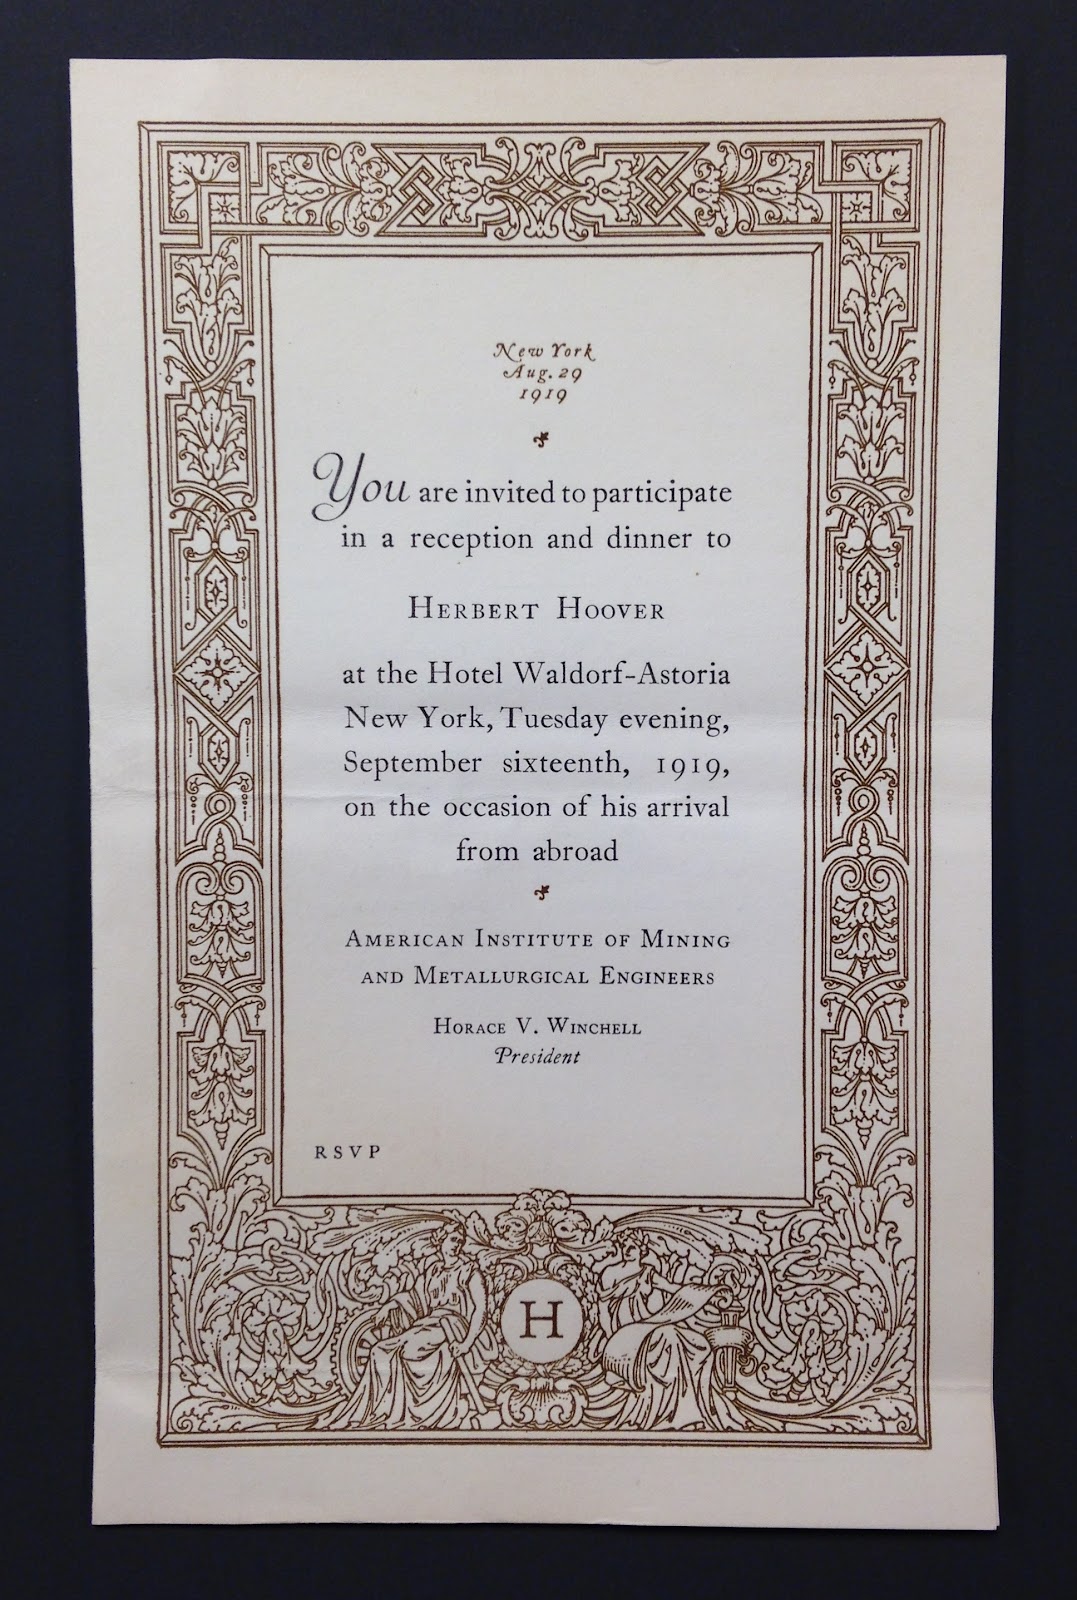 New York
Aug. 29
1919
You are invited to participate
in a reception and dinner to
Herbert Hoover
at the Hotel Waldorf-Astoria
New York, Tuesday evening,
September sixteenth, 1919,
on the occasion of his arrival
from abroad
American Institute of Mining
and Metallurgical Engineers
Horace V. Winchell
President
RSVP
H